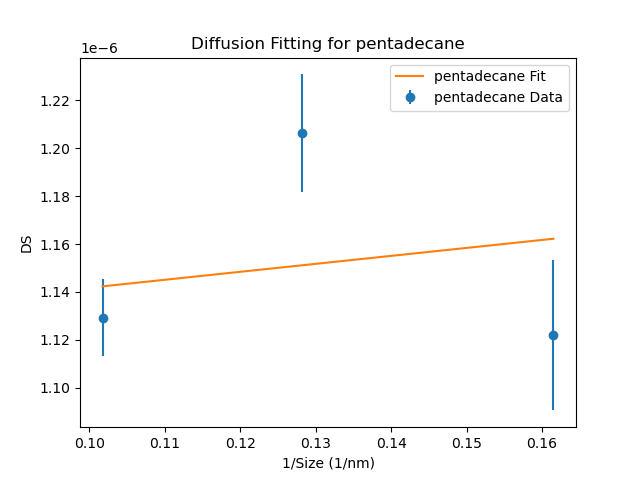 Diffusion Fitting for pentadecane
1e−6
pentadecane Fit
pentadecane Data
1.22
1.20
1.18
1.16
1.14
1.12
1.10
DS
0.10 0.11 0.12 0.13 0.14 0.15 0.16
1/Size (1/nm)